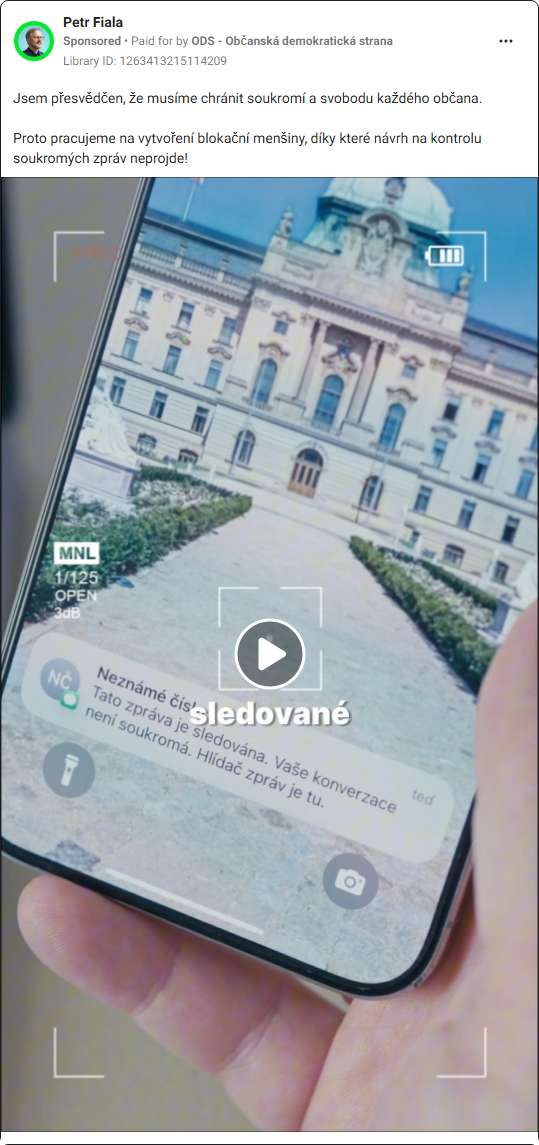 Petr Fiala
Sponsored • Paid for by ODS - Občanská demokratická strana
Library ID: 1263413215114209
Jsem přesvědčen, že musíme chránit soukromí a svobodu každého občana.
Proto pracujeme na vytvoření blokační menšiny, díky které návrh na kontrolu
soukromých zpráv neprojde!
MNL
1/125
OPEN
3dB
NČ
Neznámé čís
teď
Tato zpráva je sledována. Vaše konverzace
není soukromá. Hlídač zpráv je tu.
sledované